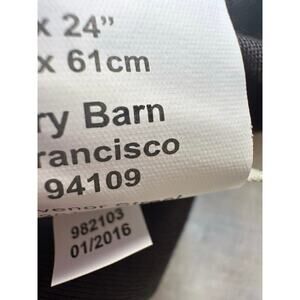 x 24”
x 61cm
ry Barn
rancisco
94109
982103
01/2016